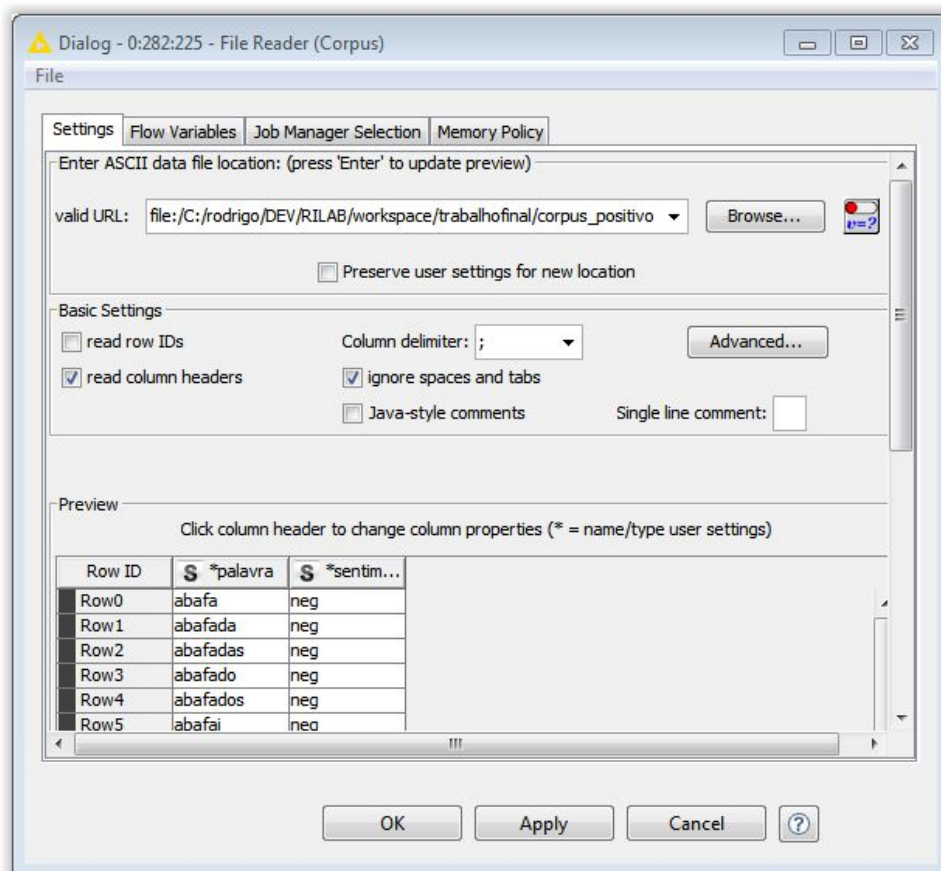 Dialog - 0:282:225 - File Reader (Corpus)
File
Settings Flow Variables Job Manager Selection Memory Policy
Enter ASCII data file location: (press 'Enter' to update preview)
valid URL: file:/C:/rodrigo/DEV/RILAB/workspace/trabalhofinal/corpus_positivo Browse... v=?
Preserve user settings for new location
Basic Settings
read row IDs Column delimiter: ; Advanced...
read column headers ignore spaces and tabs
Java-style comments Single line comment:
Preview
Click column header to change column properties (* = name/type user settings)
Row ID S *palavra S *sentim...
Row0 abafa neg
Row1 abafada neg
Row2 abafadas neg
Row3 abafado neg
Row4 abafados neg
Row5 abafai neg
OK Apply Cancel ?